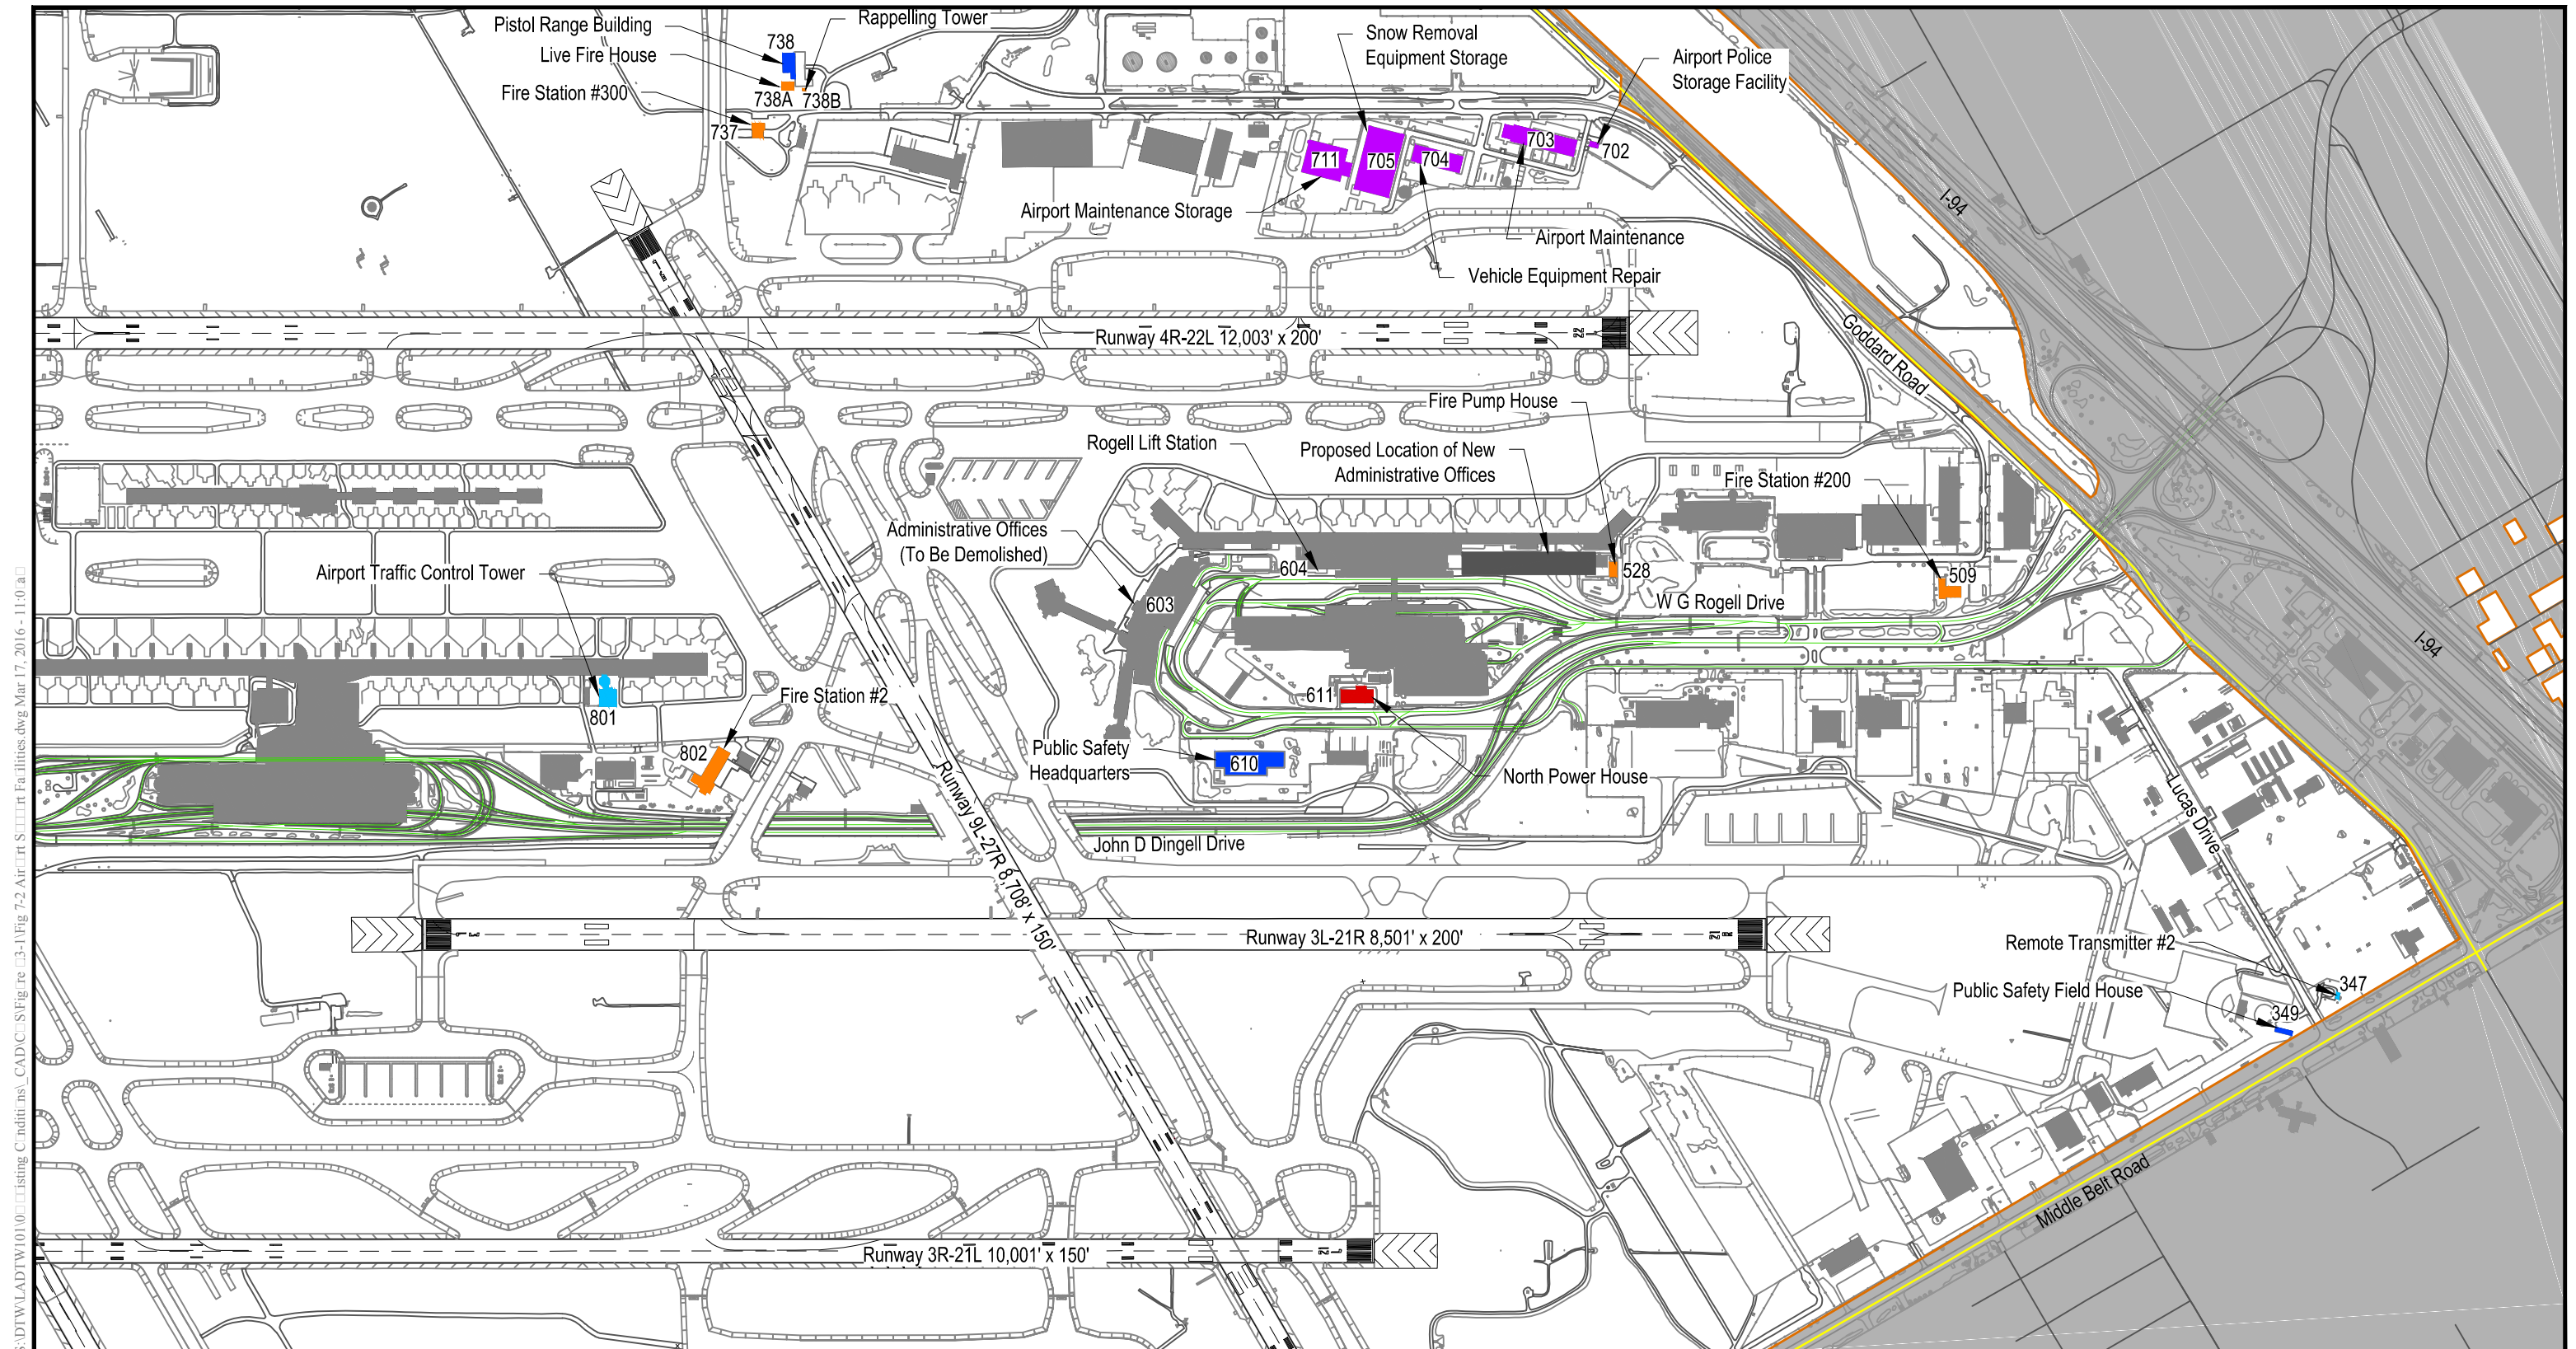 Pistol Range Building
738
Rappelling Tower
Live Fire House
Fire Station #300
738A
738B
737
Snow Removal
Equipment Storage
Airport Police
Storage Facility
711
705
704
703
702
Airport Maintenance Storage
Airport Maintenance
Vehicle Equipment Repair
I-94
Goddard Road
Runway 4R-22L 12,003' x 200'
22
Fire Pump House
Rogell Lift Station
Proposed Location of New
Administrative Offices
Fire Station #200
Administrative Offices
(To Be Demolished)
604
528
509
603
W G Rogell Drive
Airport Traffic Control Tower
801
Fire Station #2
802
611
North Power House
Public Safety
Headquarters
610
I-94
Lucas Drive
John D Dingell Drive
Runway 9L-27R 8,708' x 150'
Runway 3L-21R 8,501' x 200'
Remote Transmitter #2
347
Public Safety Field House
349
Middle Belt Road
Runway 3R-21L 10,001' x 150'